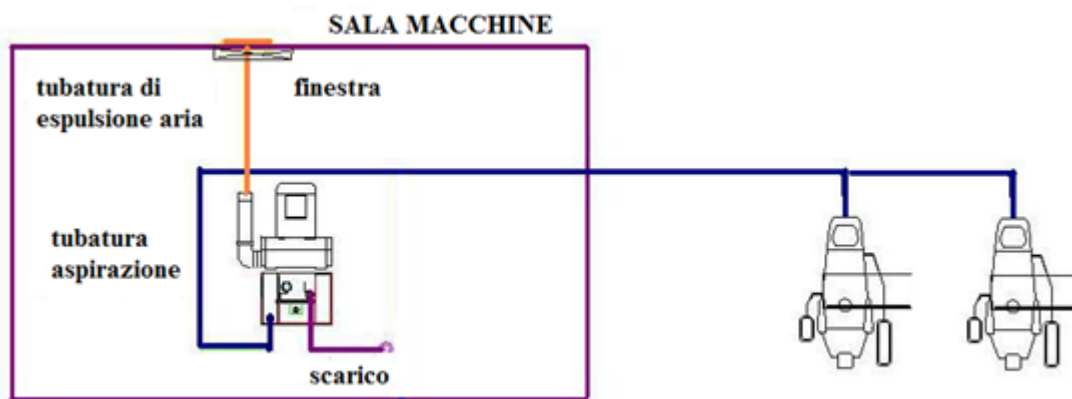 SALA MACCHINE
tubatura di
espulsione aria
finestra
tubatura
aspirazione
scarico